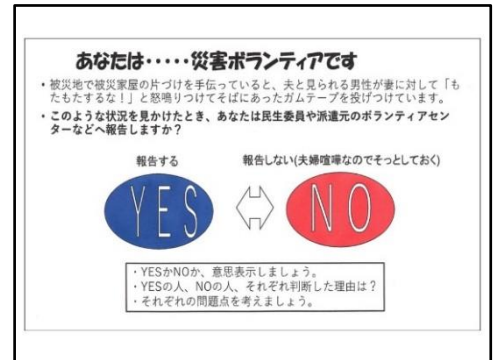 あなたは・・・・・災害ボランティアです
・被災地で被災家屋の片づけを手伝っていると、夫と見られる男性が妻に対して「も
たもたするな!」と怒鳴りつけてそばにあったガムテープを投げつけています。
・このような状況を見かけたとき、あなたは民生委員や派遣元のボランティアセン
ターなどへ報告しますか?
報告する 報告しない(夫婦喧嘩なのでそっとしておく)
YES NO
・YESかNOか、意思表示しましょう。
・YESの人、NOの人、それぞれ判断した理由は?
・それぞれの問題点を考えましょう。